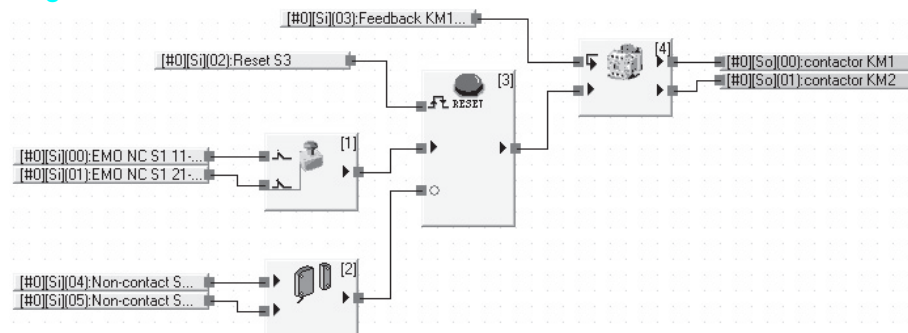 [#0][Si](03):Feedback KM1...
[4]
[#0][Si](02):Reset S3
[#0][So](00):contactor KM1
[#0][So](01):contactor KM2
[3]
RESET
[1]
[#0][Si](00):EMO NC S1 11-...
[#0][Si](01):EMO NC S1 21-...
[2]
[#0][Si](04):Non-contact S...
[#0][Si](05):Non-contact S...